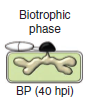 Biotrophic
phase
BP (40 hpi)